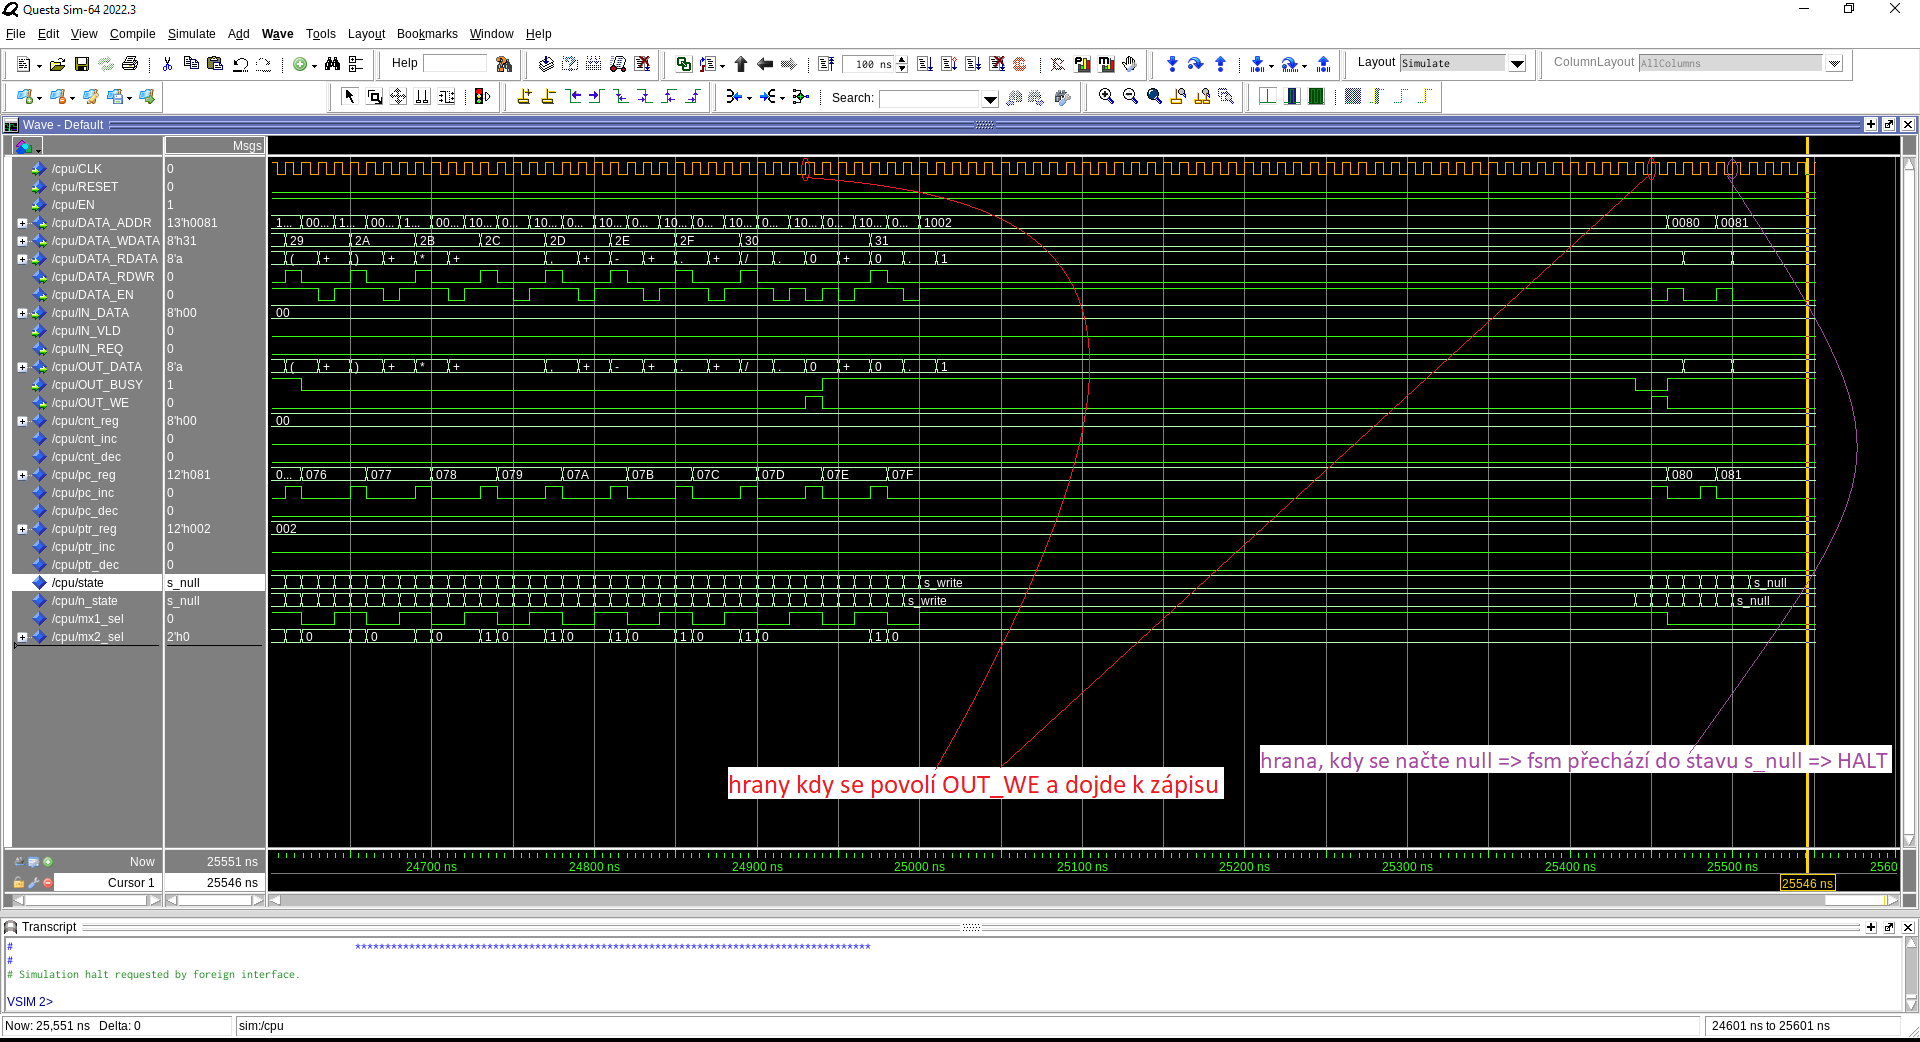 Questa Sim-64 2022.3
File Edit View Compile Simulate Add Wave Tools Layout Bookmarks Window Help
Help 100 ns Layout Simulate ColumnLayout AllColumns
Search:
Wave - Default
Msgs
/cpu/CLK 0
/cpu/RESET 0
/cpu/EN 1
/cpu/DATA_ADDR 13'h0081 1... 00... 1... 00... 1... 00... 10... 0... 10... 0... 10... 0... 10... 0... 10... 0... 10... 0... 10... 0... 1002 0080 0081
/cpu/DATA_WDATA 8'h31 29 2A 2B 2C 2D 2E 2F 30 31
/cpu/DATA_RDATA 8'a ( + ) + * + , + - + . + / . 0 + 0 . 1
/cpu/DATA_RDWR 0
/cpu/DATA_EN 0
/cpu/IN_DATA 8'h00 00
/cpu/IN_VLD 0
/cpu/IN_REQ 0
/cpu/OUT_DATA 8'a ( + ) + * + , + - + . + / . 0 + 0 . 1
/cpu/OUT_BUSY 1
/cpu/OUT_WE 0
/cpu/cnt_reg 8'h00 00
/cpu/cnt_inc 0
/cpu/cnt_dec 0
/cpu/pc_reg 12'h081 0... 076 077 078 079 07A 07B 07C 07D 07E 07F 080 081
/cpu/pc_inc 0
/cpu/pc_dec 0
/cpu/ptr_reg 12'h002 002
/cpu/ptr_inc 0
/cpu/ptr_dec 0
/cpu/state s_null s_write s_null
/cpu/n_state s_null s_write s_null
/cpu/mx1_sel 0
/cpu/mx2_sel 2'h0 0 0 0 1 0 1 0 1 0 1 0 1 0 1 0
hrana, kdy se načte null => fsm přechází do stavu s_null => HALT
hrany kdy se povolí OUT_WE a dojde k zápisu
Now 25551 ns 24700 ns 24800 ns 24900 ns 25000 ns 25100 ns 25200 ns 25300 ns 25400 ns 25500 ns 2560
Cursor 1 25546 ns 25546 ns
Transcript
#
#
# Simulation halt requested by foreign interface.
VSIM 2>
Now: 25,551 ns Delta: 0 sim:/cpu 24601 ns to 25601 ns